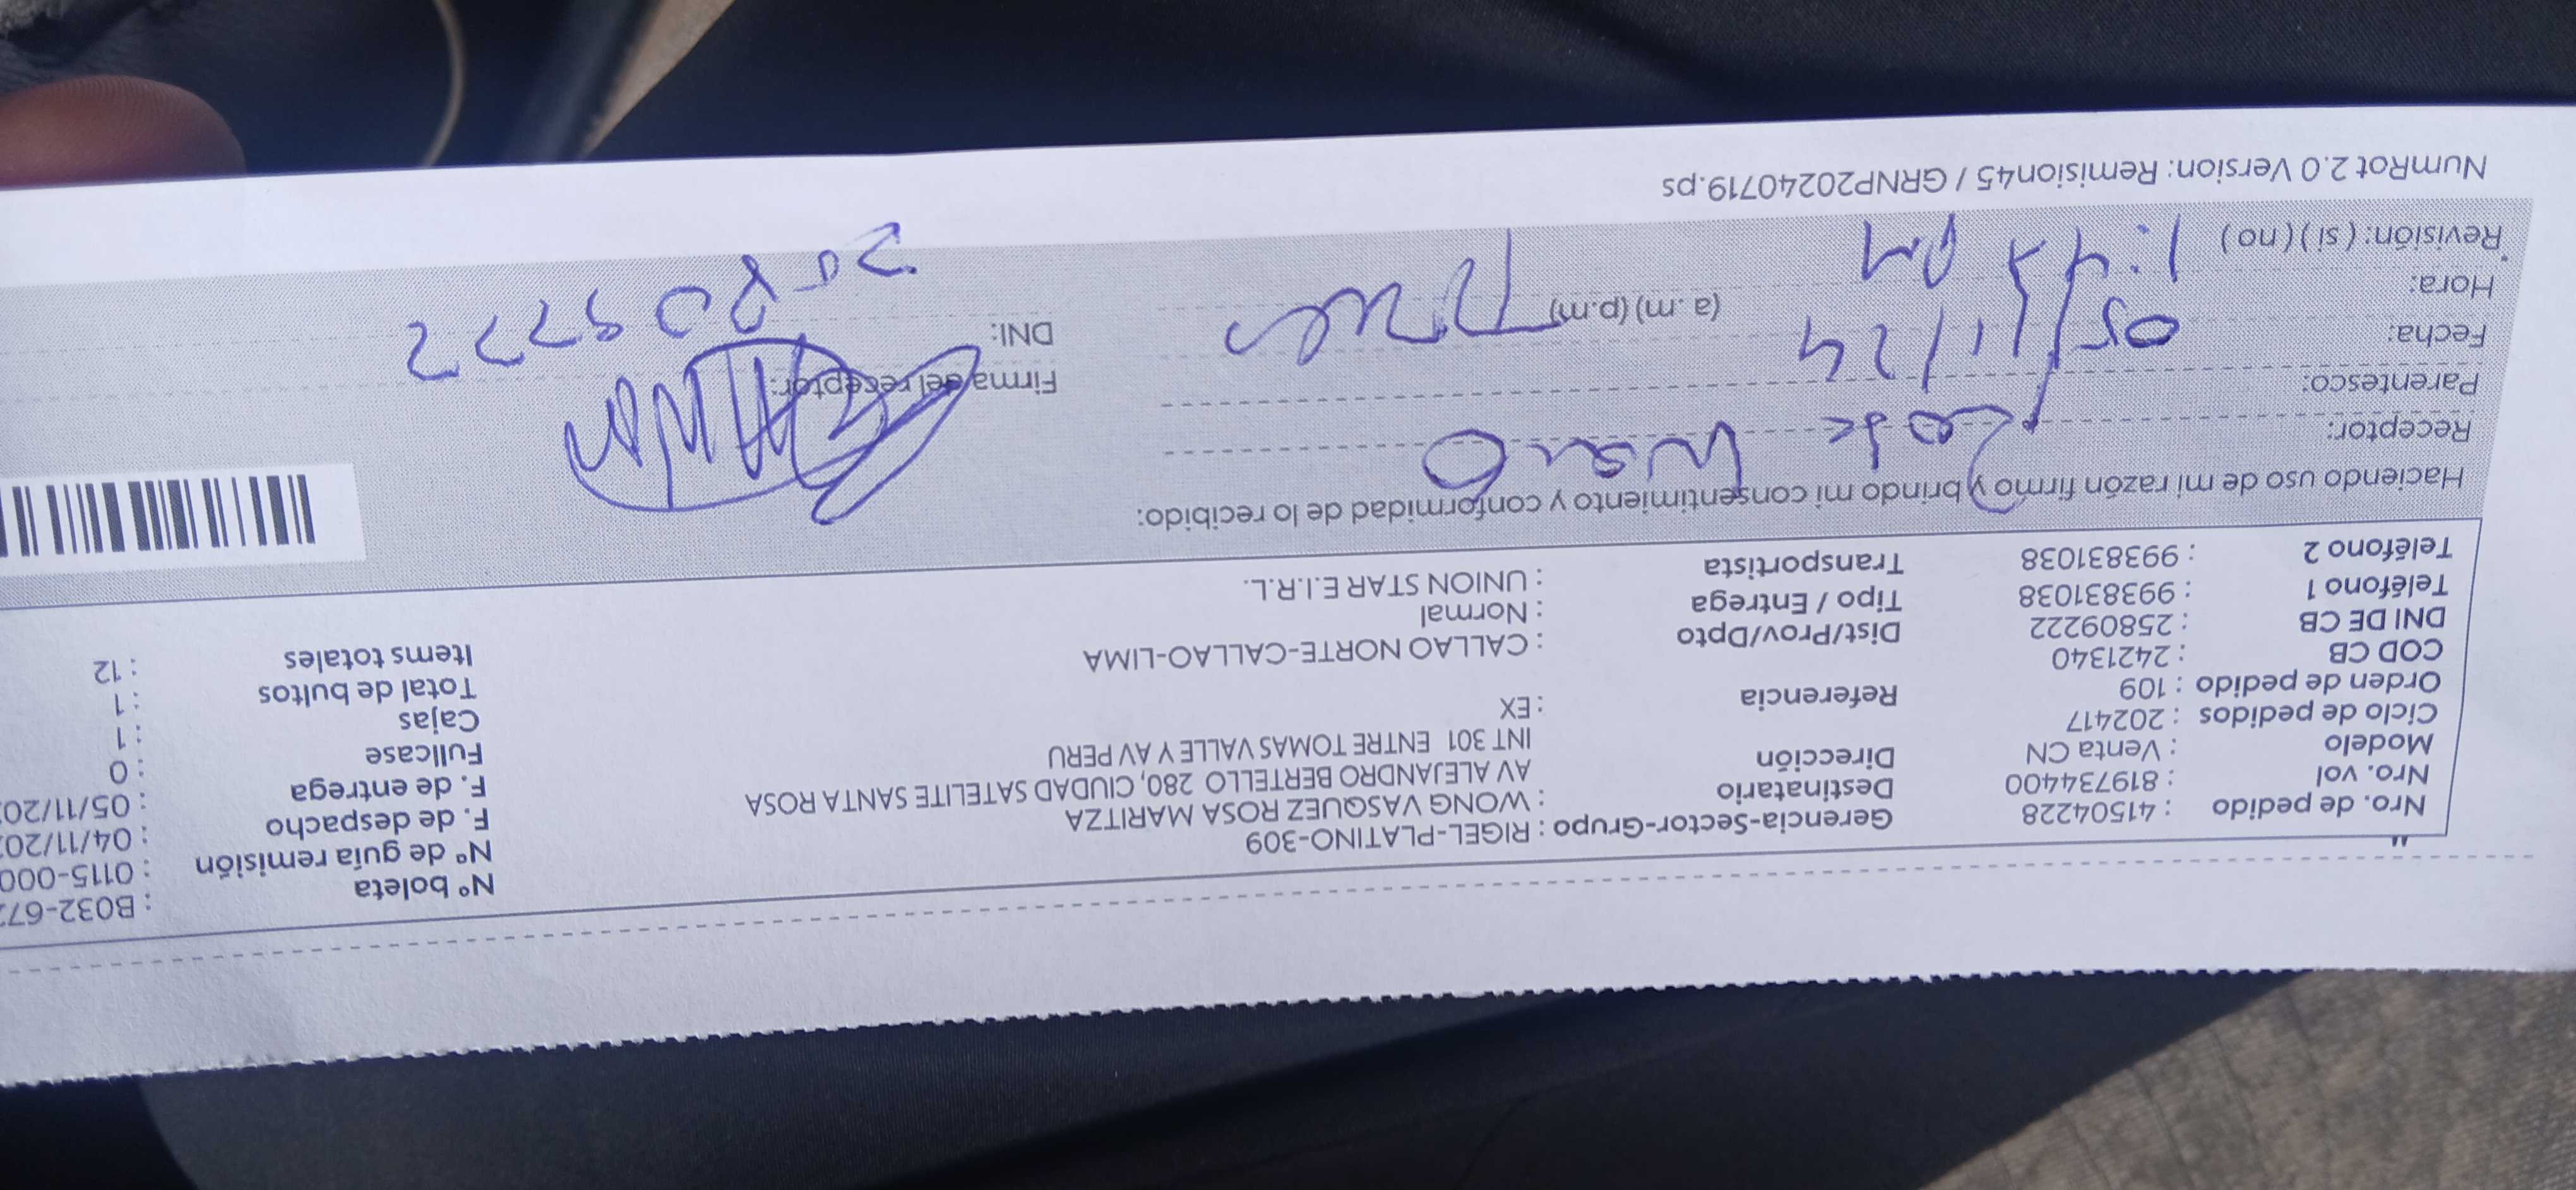 Nro. de pedido : 41504228 Gerencia-Sector-Grupo : RIGEL-PLATINO-309 Nº boleta : B032-67
Nro. vol : 819734400 Destinatario : WONG VASQUEZ ROSA MARITZA Nº de guía remisión : 0115-000
Modelo : Venta CN Dirección AV ALEJANDRO BERTELLO 280, CIUDAD SATELITE SANTA ROSA F. de despacho : 04/11/20
Ciclo de pedidos : 202417 INT 301 ENTRE TOMAS VALLE Y AV PERU F. de entrega : 05/11/20
Orden de pedido : 109 Referencia : EX Fullcase : 0
COD CB : 2421340 Cajas : 1
DNI DE CB : 25809222 Dist/Prov/Dpto : CALLAO NORTE-CALLAO-LIMA Total de bultos : 1
Teléfono 1 : 993831038 Tipo / Entrega : Normal Items totales : 12
Teléfono 2 : 993831038 Transportista : UNION STAR E.I.R.L.
Haciendo uso de mi razón firmo y brindo mi consentimiento y conformidad de lo recibido:
Receptor:
Parentesco: Firma del receptor:
Fecha: 05/11/24 DNI:
Hora: (a. m) (p.m)
Revisión: ( si ) ( no ) PM
NumRot 2.0 Version: Remision45 / GRNP20240719.ps